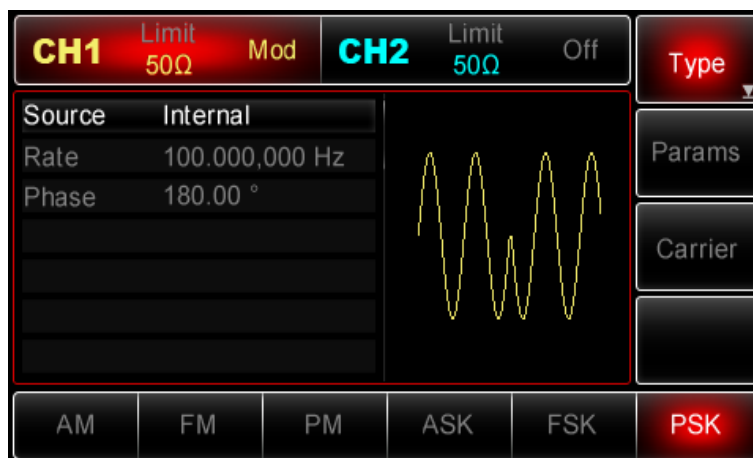 CH1 Limit 50Ω Mod CH2 Limit 50Ω Off
Type
Source Internal
Rate 100.000,000 Hz
Phase 180.00 °
Params
Carrier
AM FM PM ASK FSK PSK